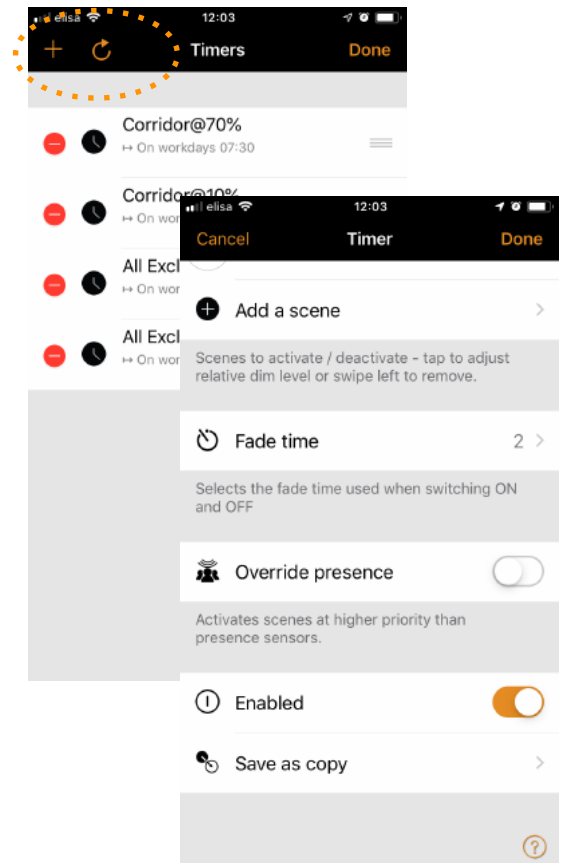 elisa 12:03
Timers Done
Corridor@70%
↦ On workdays 07:30
Corridor@10%
↦ On wor
All Excl
↦ On wor
All Excl
↦ On wor
elisa 12:03
Cancel Timer Done
Add a scene
Scenes to activate / deactivate - tap to adjust
relative dim level or swipe left to remove.
Fade time 2
Selects the fade time used when switching ON
and OFF
Override presence
Activates scenes at higher priority than
presence sensors.
Enabled
Save as copy
?